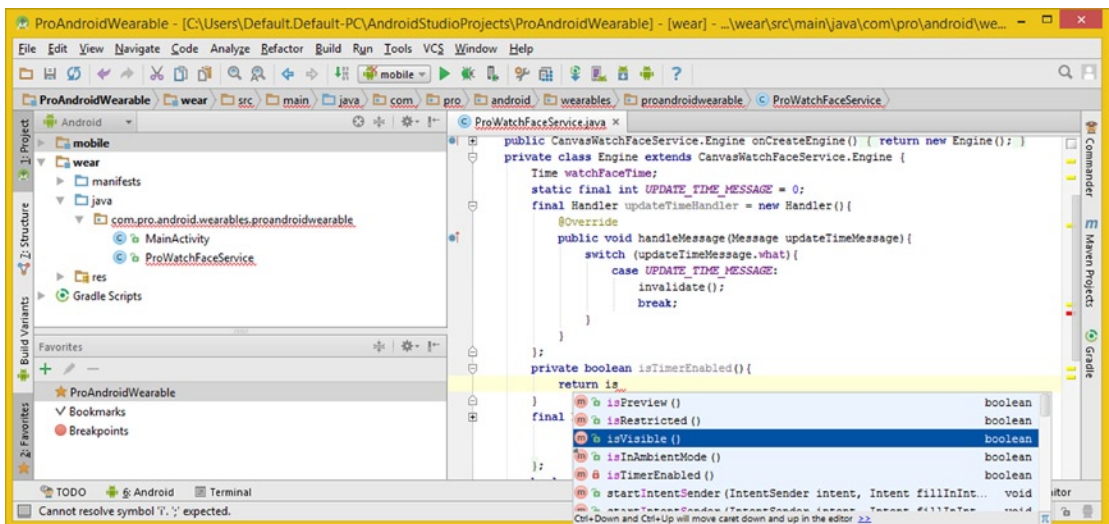 ProAndroidWearable - [C:\Users\Default.Default-PC\AndroidStudioProjects\ProAndroidWearable] - [wear] - ...\wear\src\main\java\com\pro\android\we...
File Edit View Navigate Code Analyze Refactor Build Run Tools VCS Window Help
mobile
ProAndroidWearable wear src main java com pro android wearables proandroidwearable ProWatchFaceService
1: Project
Z: Structure
Build Variants
2: Favorites
Android
mobile
wear
manifests
java
com.pro.android.wearables.proandroidwearable
MainActivity
ProWatchFaceService
res
Gradle Scripts
Favorites
ProAndroidWearable
Bookmarks
Breakpoints
ProWatchFaceService.java
public CanvasWatchFaceService.Engine onCreateEngine() { return new Engine(); }
private class Engine extends CanvasWatchFaceService.Engine {
Time watchFaceTime;
static final int UPDATE_TIME_MESSAGE = 0;
final Handler updateTimeHandler = new Handler(){
@Override
public void handleMessage(Message updateTimeMessage){
switch (updateTimeMessage.what){
case UPDATE_TIME_MESSAGE:
invalidate();
break;
}
}
};
private boolean isTimerEnabled(){
return is
}
final
};
isPreview() boolean
isRestricted() boolean
isVisible() boolean
isInAmbientMode() boolean
isTimerEnabled() boolean
startIntentSender(IntentSender intent, Intent fillInInt... void
Ctrl+Down and Ctrl+Up will move caret down and up in the editor >>
Commander
Maven Projects
Gradle
TODO 6: Android Terminal
Cannot resolve symbol 'i'. ';' expected.